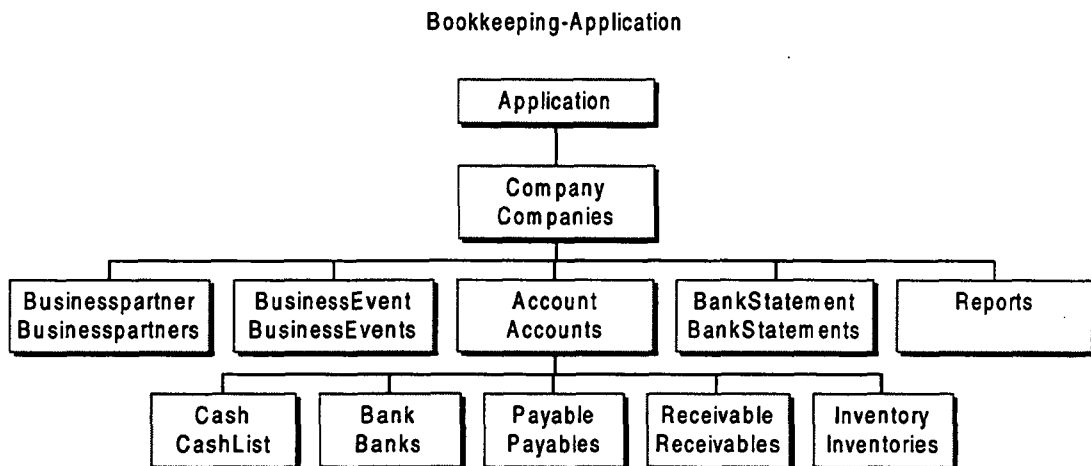 Bookkeeping-Application
Application
Company
Companies
Businesspartner
Businesspartners
BusinessEvent
BusinessEvents
Account
Accounts
BankStatement
BankStatements
Reports
Cash
CashList
Bank
Banks
Payable
Payables
Receivable
Receivables
Inventory
Inventories